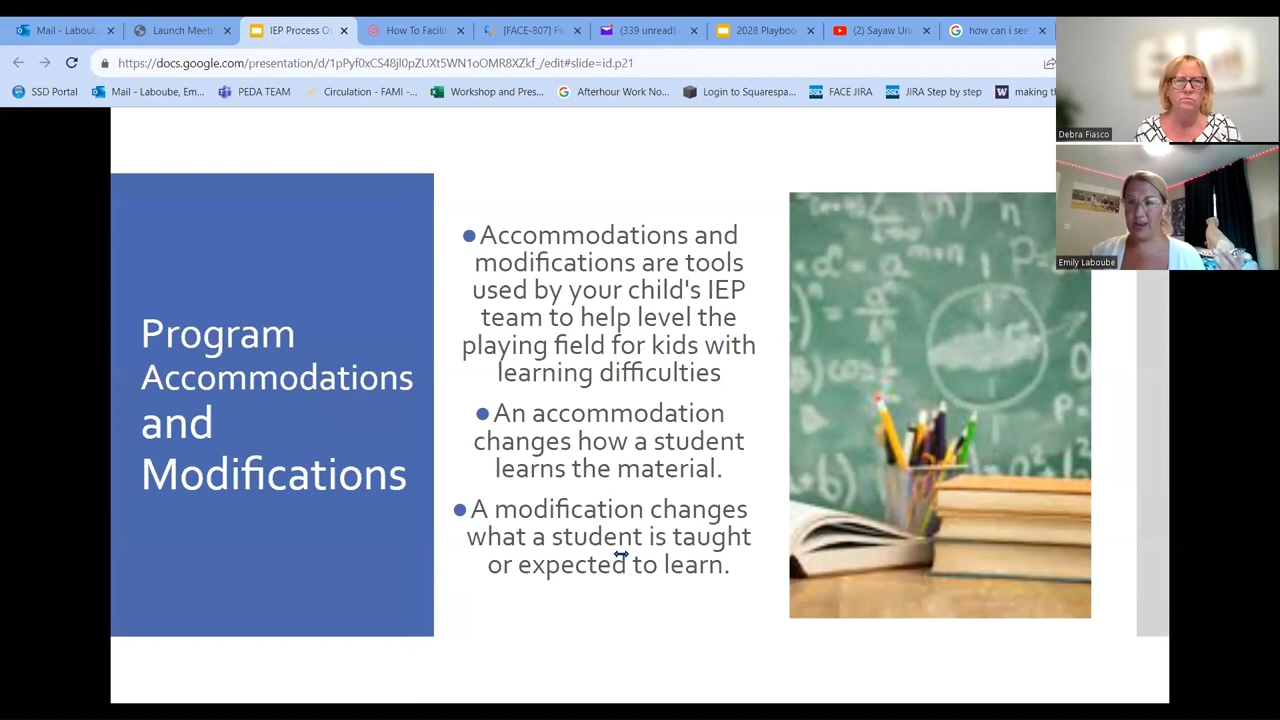 Mail - Laboub
Launch Meeti
IEP Process O
How To Facilit
[FACE-807] F
(339 unread)
2028 Playboo
(2) Sayaw Un
how can i see
https://docs.google.com/presentation/d/1pPyf0xCS48jl0pZUXt5WN1oOMR8XZkf_/edit#slide=id.p21
SSD Portal
Mail - Laboube, Em...
PEDA TEAM
Circulation - FAMI -...
Workshop and Pres...
Afterhour Work No...
Login to Squarespa...
FACE JIRA
JIRA Step by step
making th
Debra Fiasco
Emily Laboube
Program
Accommodations
and
Modifications
●Accommodations and
modifications are tools
used by your child's IEP
team to help level the
playing field for kids with
learning difficulties
●An accommodation
changes how a student
learns the material.
●A modification changes
what a student is taught
or expected to learn.